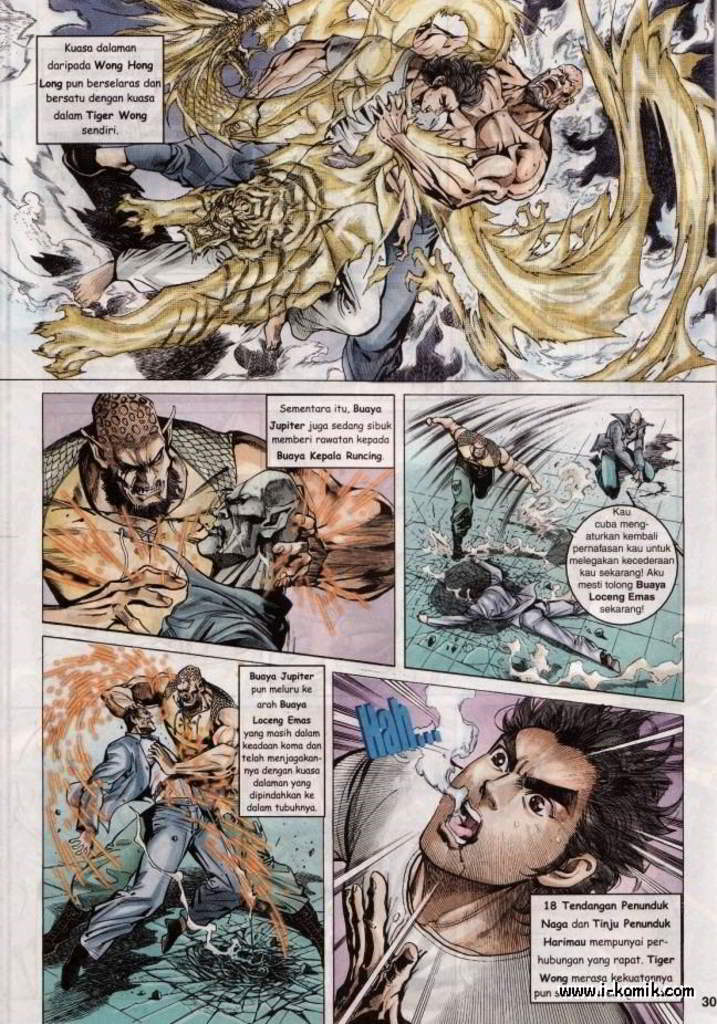 Kuasa dalaman
daripada Wong Hong
Long pun berselaras dan
bersatu dengan kuasa
dalam Tiger Wong
sendiri.
Sementara itu, Buaya
Jupiter juga sedang sibuk
memberi rawatan kepada
Buaya Kepala Runcing.
Kau
cuba meng-
aturkan kembali
pernafasan kau untuk
melegakan kecederaan
kau sekarang! Aku
mesti tolong Buaya
Loceng Emas
sekarang!
Buaya Jupiter
pun meluru ke
arah Buaya
Loceng Emas
yang masih dalam
keadaan koma dan
telah menjagakan-
nya dengan kuasa
dalaman yang
dipindahkan ke
dalam tubuhnya.
Hah...
18 Tendangan Penunduk
Naga dan Tinju Penunduk
Harimau mempunyai per-
hubungan yang rapat. Tiger
Wong merasa kekuatannya
pun
www.i-komik.com
30